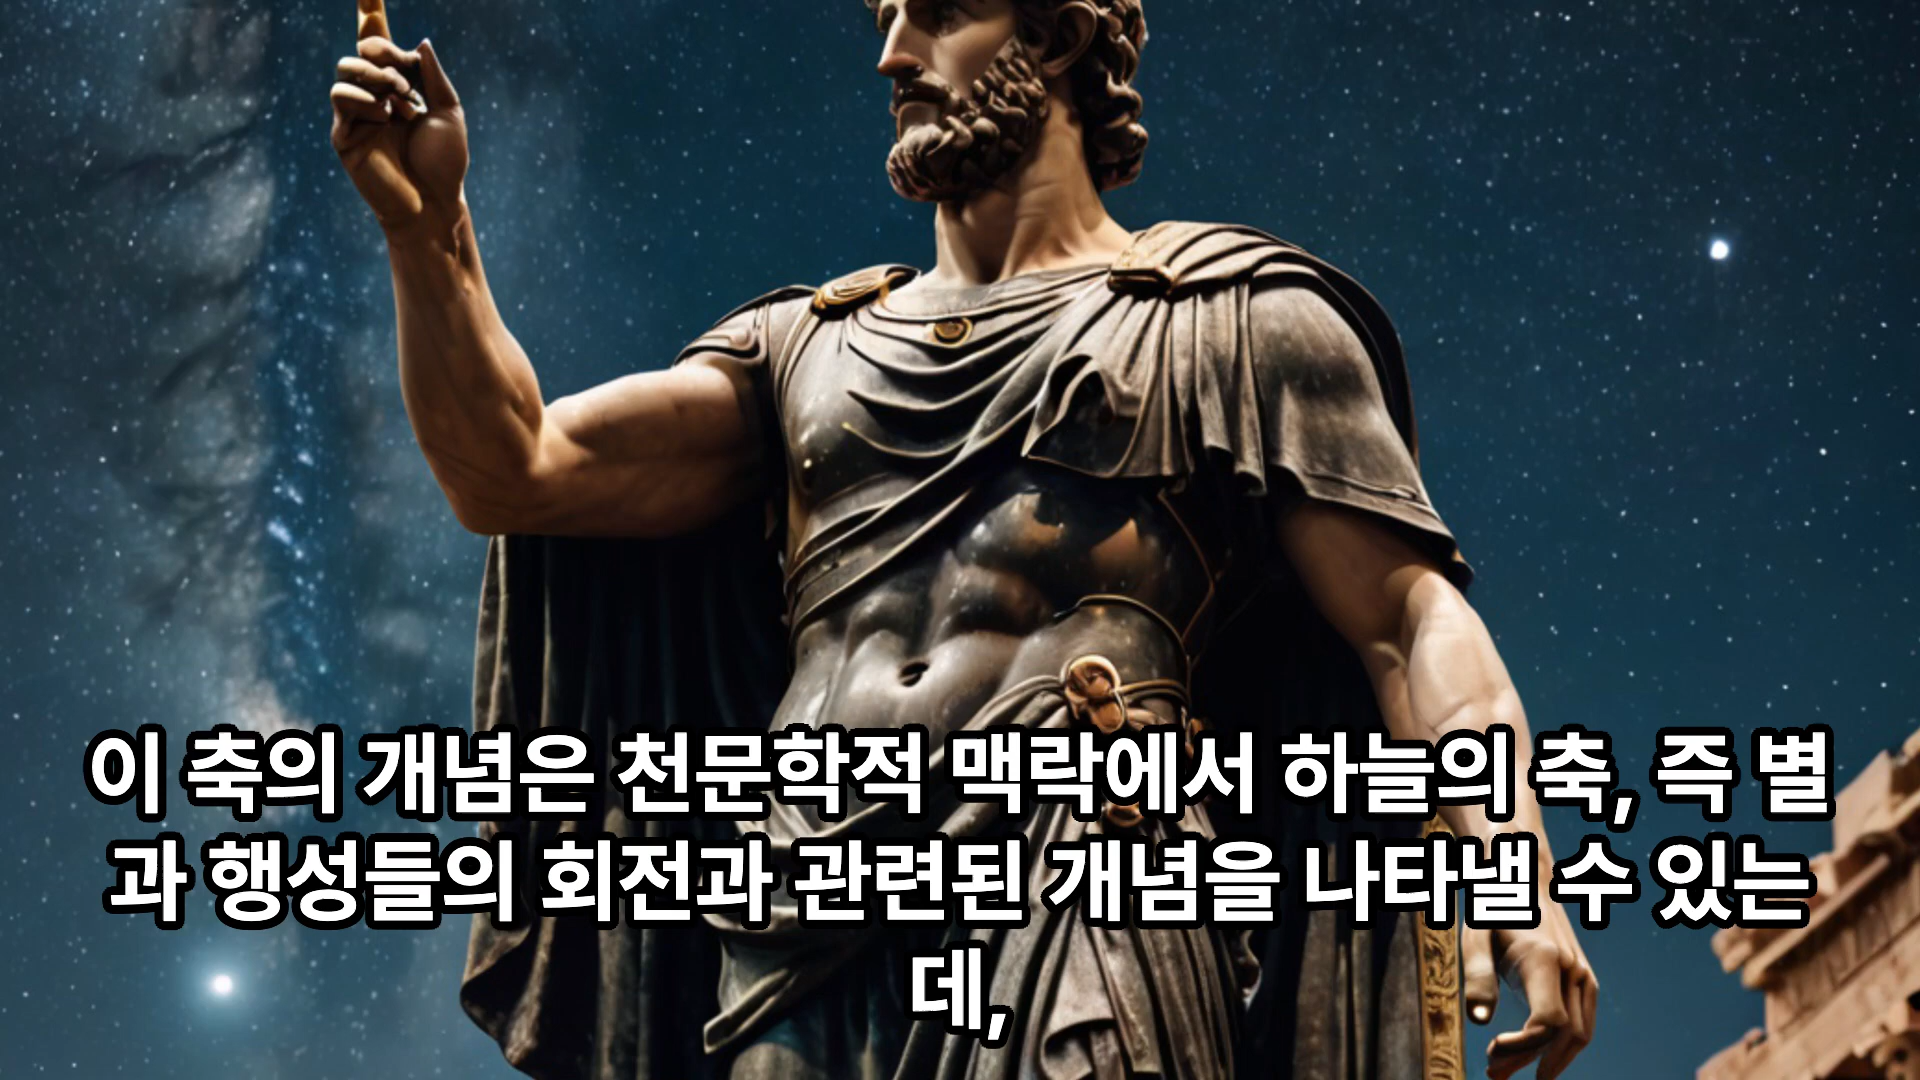 이 축의 개념은 천문학적 맥락에서 하늘의 축, 즉 별
과 행성들의 회전과 관련된 개념을 나타낼 수 있는
데,